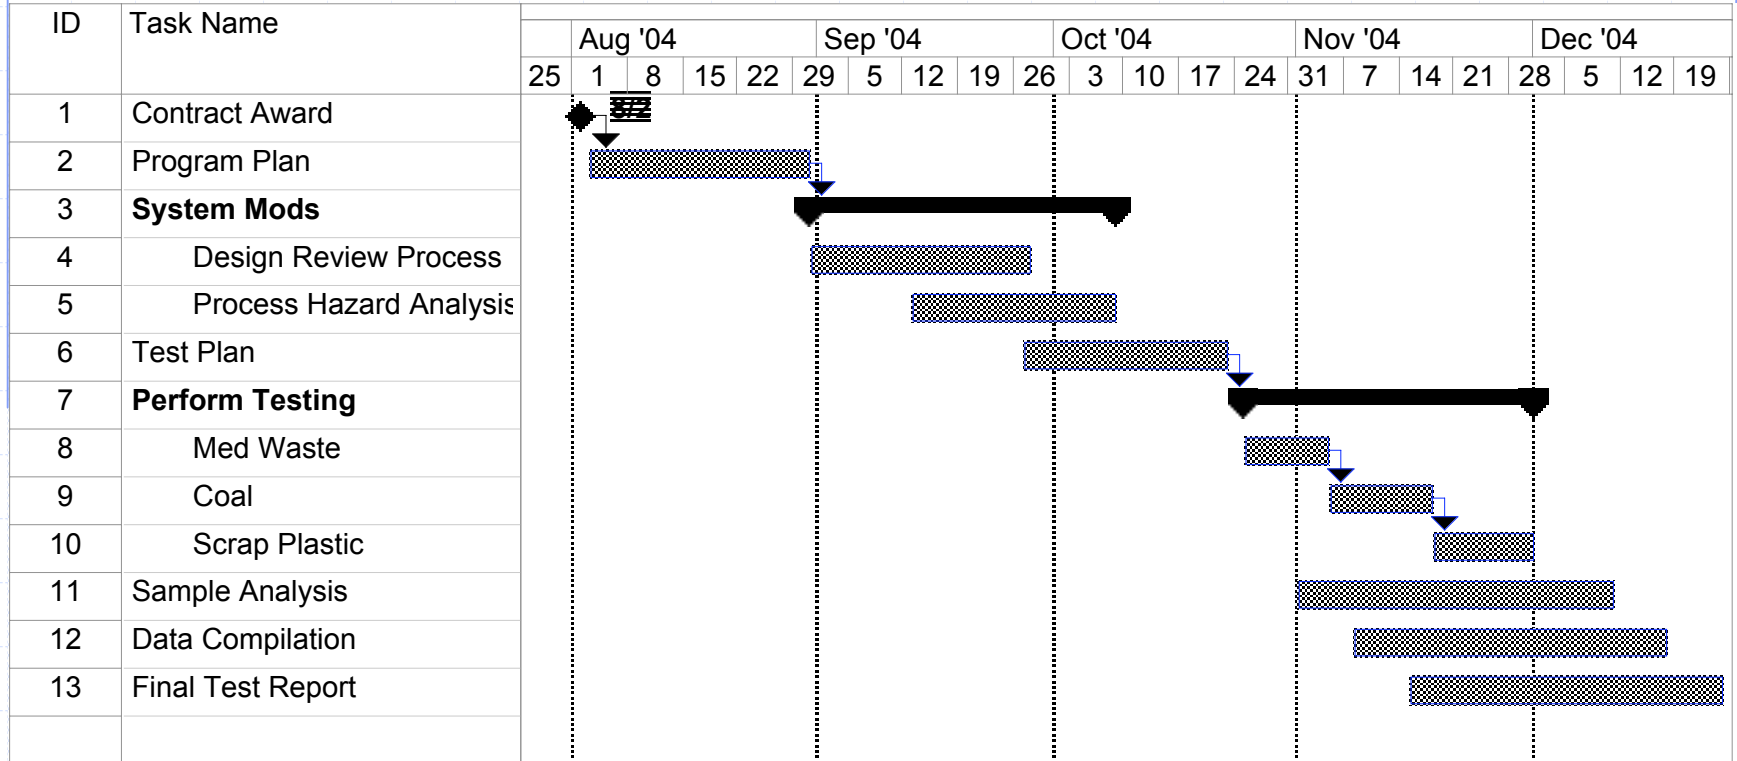 ID Task Name
Aug '04 Sep '04 Oct '04 Nov '04 Dec '04
25 1 8 15 22 29 5 12 19 26 3 10 17 24 31 7 14 21 28 5 12 19
1 Contract Award 8/2
2 Program Plan
3 System Mods
4 Design Review Process
5 Process Hazard Analysis
6 Test Plan
7 Perform Testing
8 Med Waste
9 Coal
10 Scrap Plastic
11 Sample Analysis
12 Data Compilation
13 Final Test Report